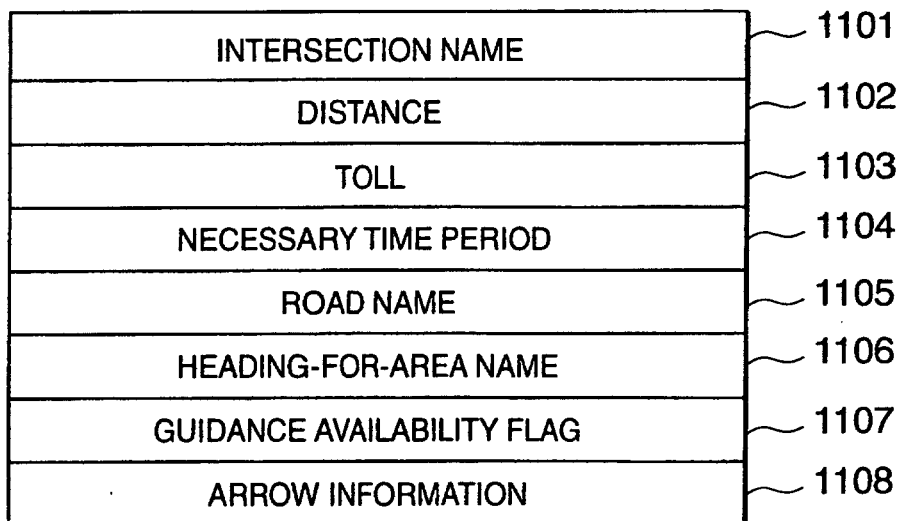 INTERSECTION NAME 1101
DISTANCE 1102
TOLL 1103
NECESSARY TIME PERIOD 1104
ROAD NAME 1105
HEADING-FOR-AREA NAME 1106
GUIDANCE AVAILABILITY FLAG 1107
ARROW INFORMATION 1108